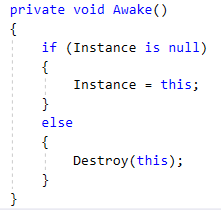 private void Awake()
{
    if (Instance is null)
    {
        Instance = this;
    }
    else
    {
        Destroy(this);
    }
}